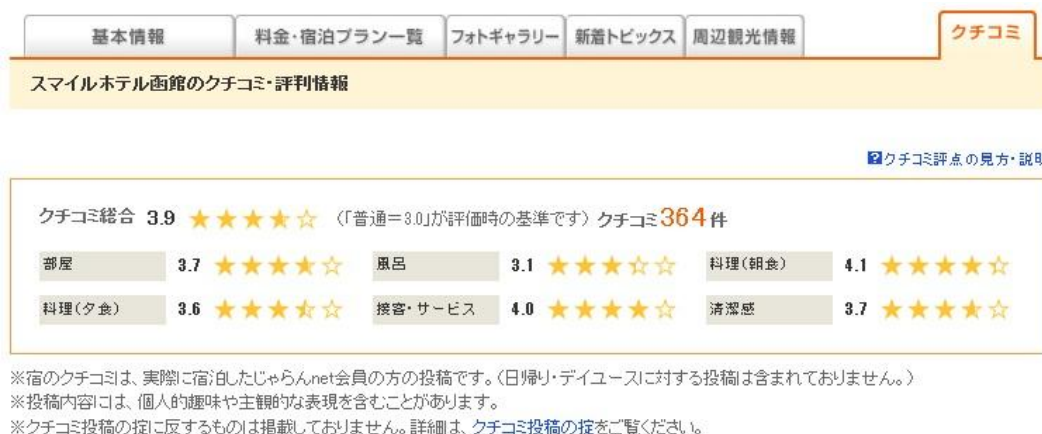 基本情報 料金・宿泊プラン一覧 フォトギャラリー 新着トピックス 周辺観光情報 クチコミ
スマイルホテル函館のクチコミ・評判情報
?クチコミ評点の見方・説明
クチコミ総合 3.9 ★★★★☆ (「普通=3.0」が評価時の基準です) クチコミ364件
部屋 3.7 ★★★★☆ 風呂 3.1 ★★★☆☆ 料理(朝食) 4.1 ★★★★☆
料理(夕食) 3.6 ★★★★☆ 接客・サービス 4.0 ★★★★☆ 清潔感 3.7 ★★★★☆
※宿のクチコミは、実際に宿泊したじゃらんnet会員の方の投稿です。(日帰り・デイユースに対する投稿は含まれておりません。)
※投稿内容には、個人的趣味や主観的な表現を含むことがあります。
※クチコミ投稿の掟に反するものは掲載しておりません。詳細は、クチコミ投稿の掟をご覧ください。